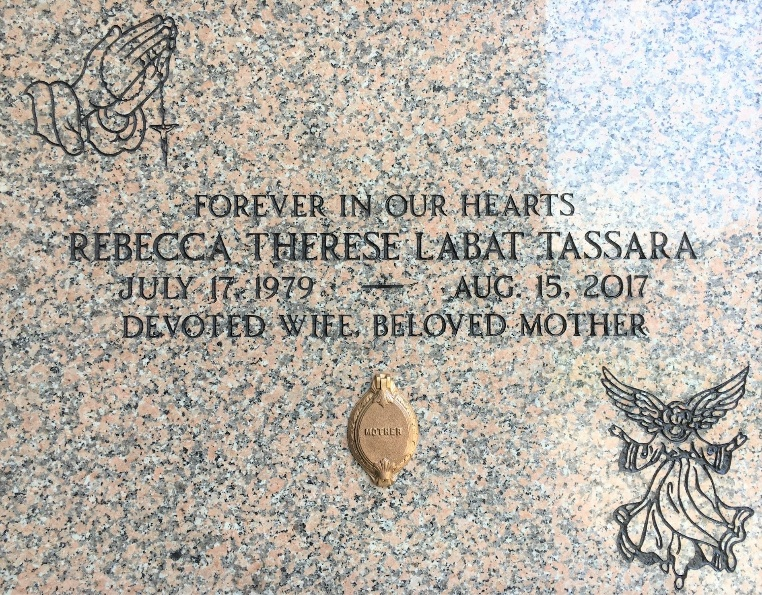 FOREVER IN OUR HEARTS
REBECCA THERESE LABAT TASSARA
JULY 17, 1979 — AUG. 15, 2017
DEVOTED WIFE, BELOVED MOTHER
MOTHER